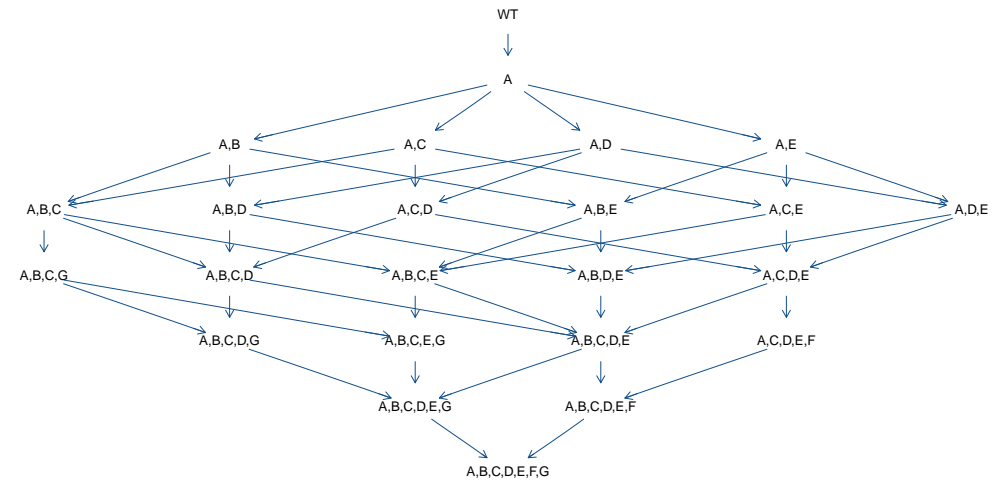 WT
A
A,B A,C A,D A,E
A,B,C A,B,D A,C,D A,B,E A,C,E A,D,E
A,B,C,G A,B,C,D A,B,C,E A,B,D,E A,C,D,E
A,B,C,D,G A,B,C,E,G A,B,C,D,E A,C,D,E,F
A,B,C,D,E,G A,B,C,D,E,F
A,B,C,D,E,F,G